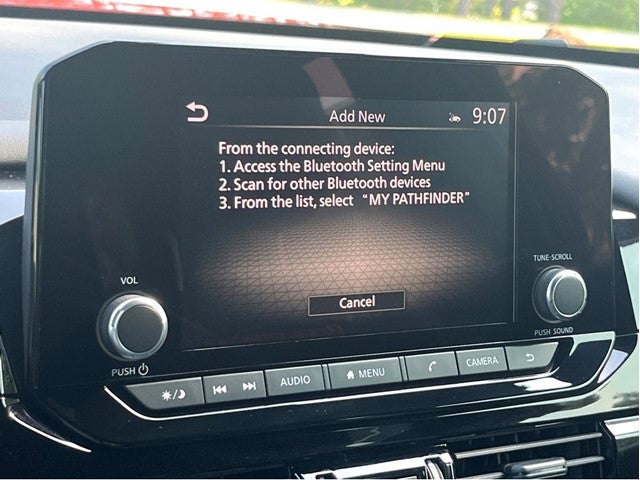 Add New
9:07
From the connecting device:
1. Access the Bluetooth Setting Menu
2. Scan for other Bluetooth devices
3. From the list, select “MY PATHFINDER”
Cancel
VOL
PUSH
TUNE·SCROLL
PUSH SOUND
AUDIO
MENU
CAMERA